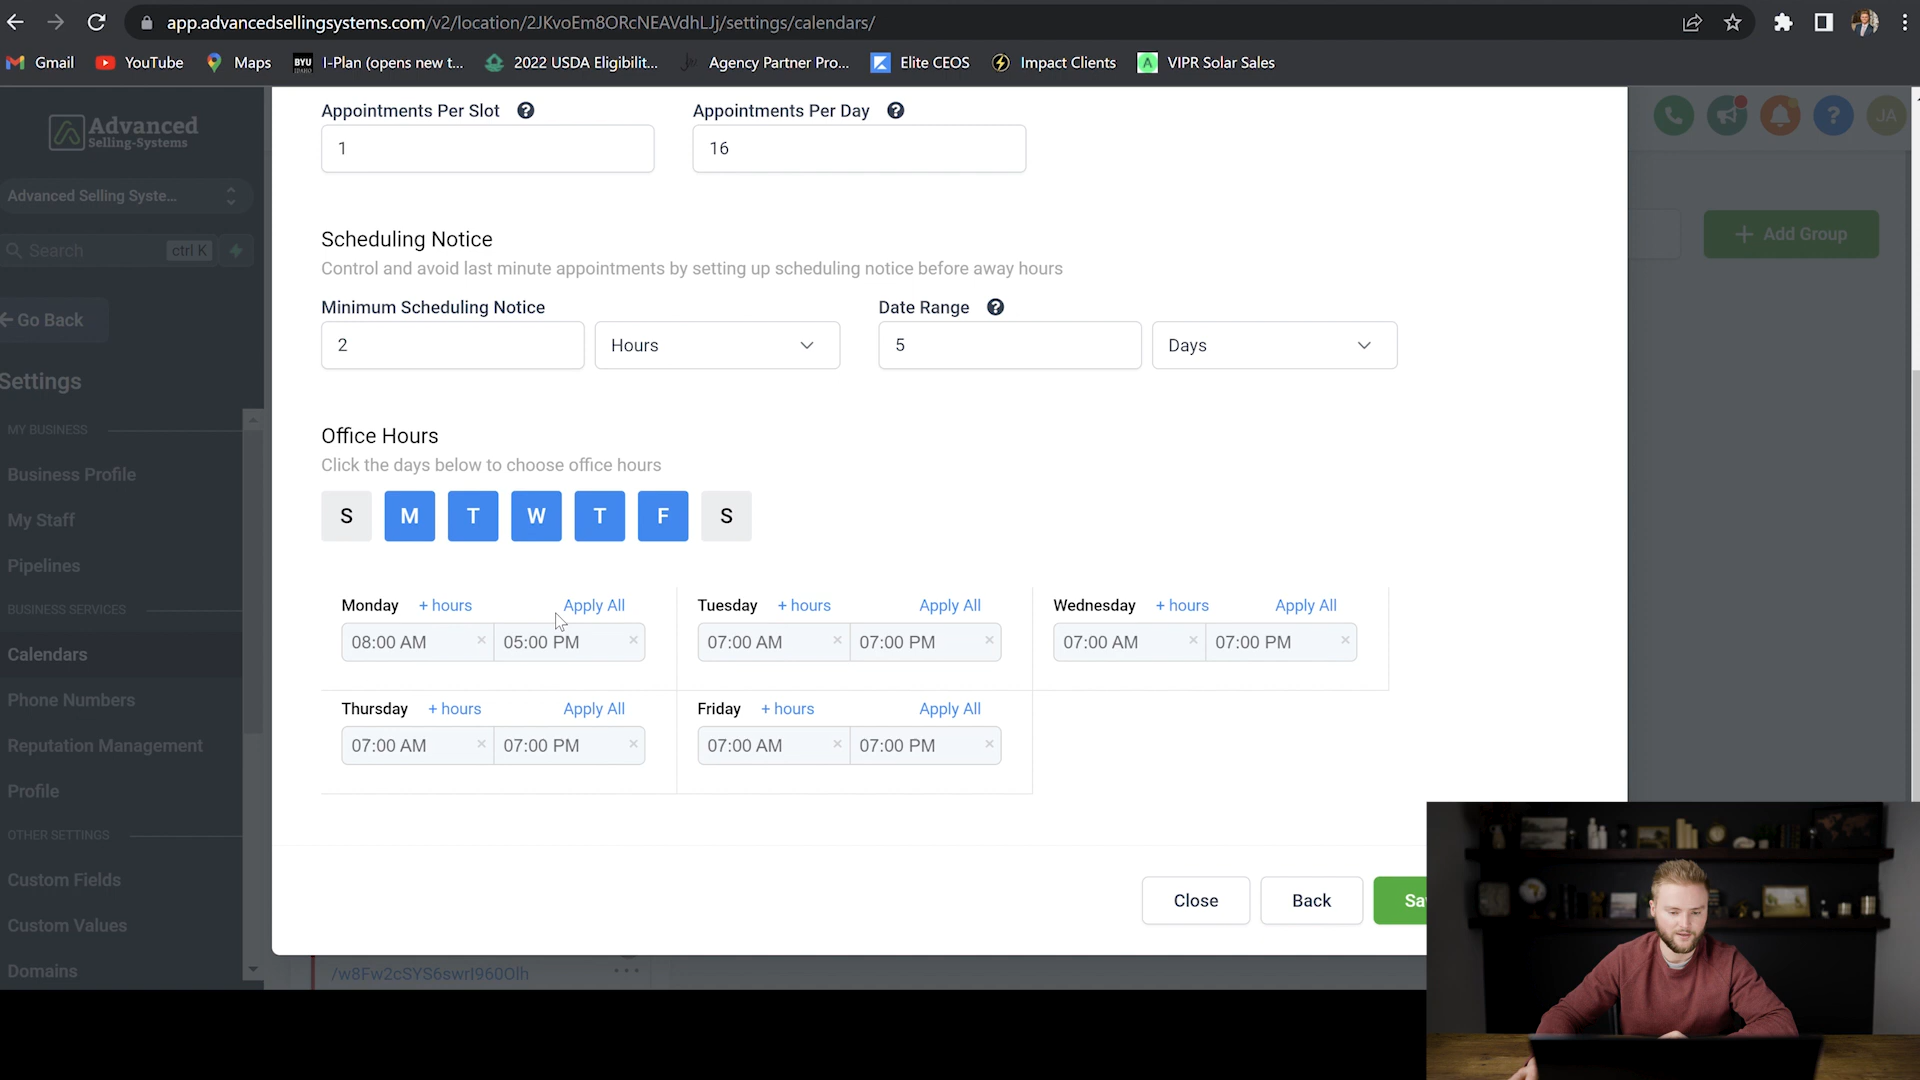 app.advancedsellingsystems.com/v2/location/2JKvoEm8ORcNEAVdhLJj/settings/calendars/
Gmail
YouTube
Maps
BYU
IDAHO
I-Plan (opens new t...
2022 USDA Eligibilit...
Agency Partner Pro...
Elite CEOS
Impact Clients
A
VIPR Solar Sales
Advanced
Selling-Systems
JA
Advanced Selling Syste...
Search
ctrl K
Add Group
Go Back
Settings
MY BUSINESS
Business Profile
My Staff
Pipelines
BUSINESS SERVICES
Calendars
Phone Numbers
Reputation Management
Profile
OTHER SETTINGS
Custom Fields
Custom Values
Domains
Appointments Per Slot ?
Appointments Per Day ?
1
16
Scheduling Notice
Control and avoid last minute appointments by setting up scheduling notice before away hours
Minimum Scheduling Notice
Date Range ?
2
Hours
5
Days
Office Hours
Click the days below to choose office hours
S M T W T F S
Monday + hours Apply All
08:00 AM × 05:00 PM ×
Tuesday + hours Apply All
07:00 AM × 07:00 PM ×
Wednesday + hours Apply All
07:00 AM × 07:00 PM ×
Thursday + hours Apply All
07:00 AM × 07:00 PM ×
Friday + hours Apply All
07:00 AM × 07:00 PM ×
Close
Back
Sa
/w8Fw2cSYS6swrI960Olh